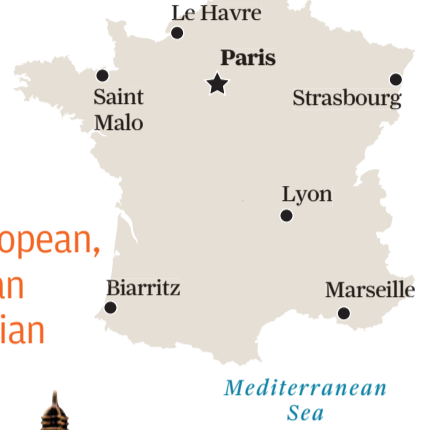 Le Havre
Paris
Saint
Malo
Strasbourg
Lyon
opean,
an
ian
Biarritz
Marseille
Mediterranean
Sea